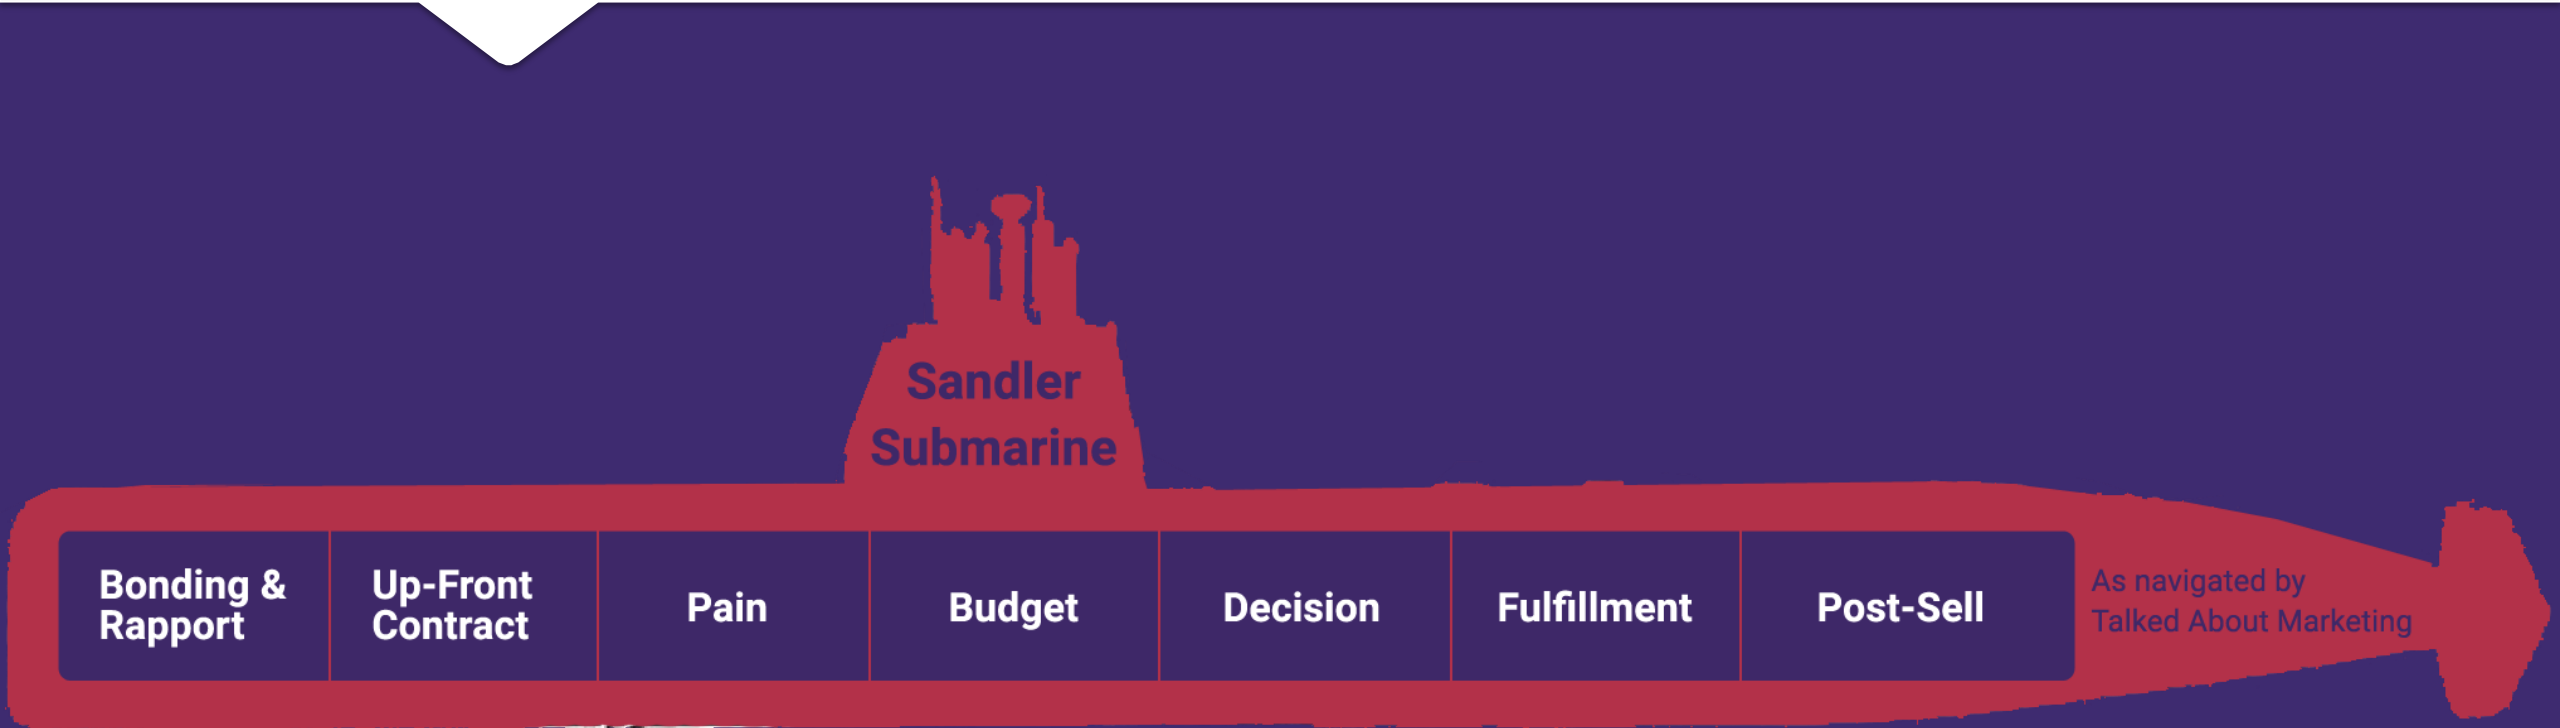 Sandler
Submarine
Bonding &
Rapport
Up-Front
Contract
Pain
Budget
Decision
Fulfillment
Post-Sell
As navigated by
Talked About Marketing